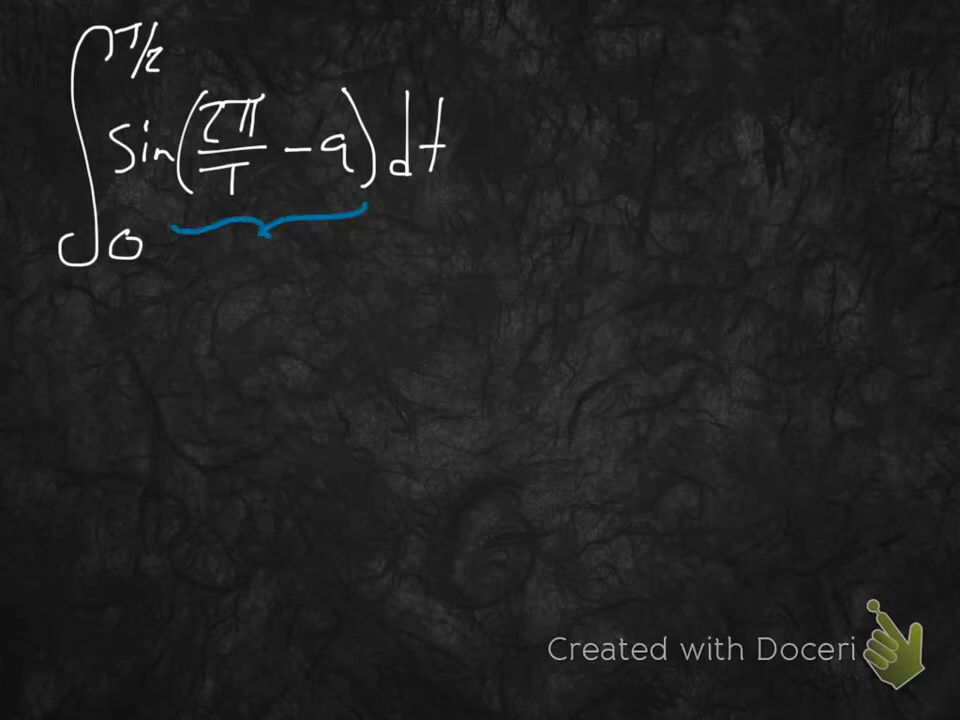 ∫₀^{T/2} sin(2π/T − a) dt
Created with Doceri